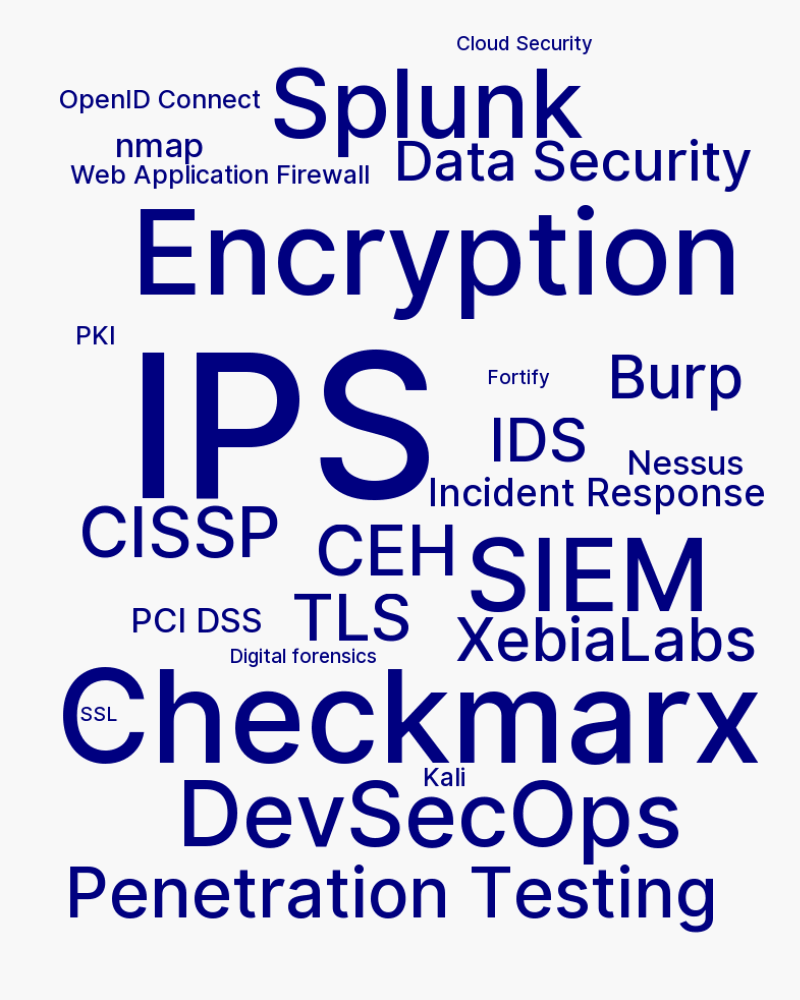 Cloud Security
OpenID Connect
Splunk
nmap
Data Security
Web Application Firewall
Encryption
PKI
IPS
Fortify
Burp
IDS
Nessus
Incident Response
CISSP
CEH
SIEM
PCI DSS
TLS
XebiaLabs
Digital forensics
Checkmarx
SSL
Kali
DevSecOps
Penetration Testing